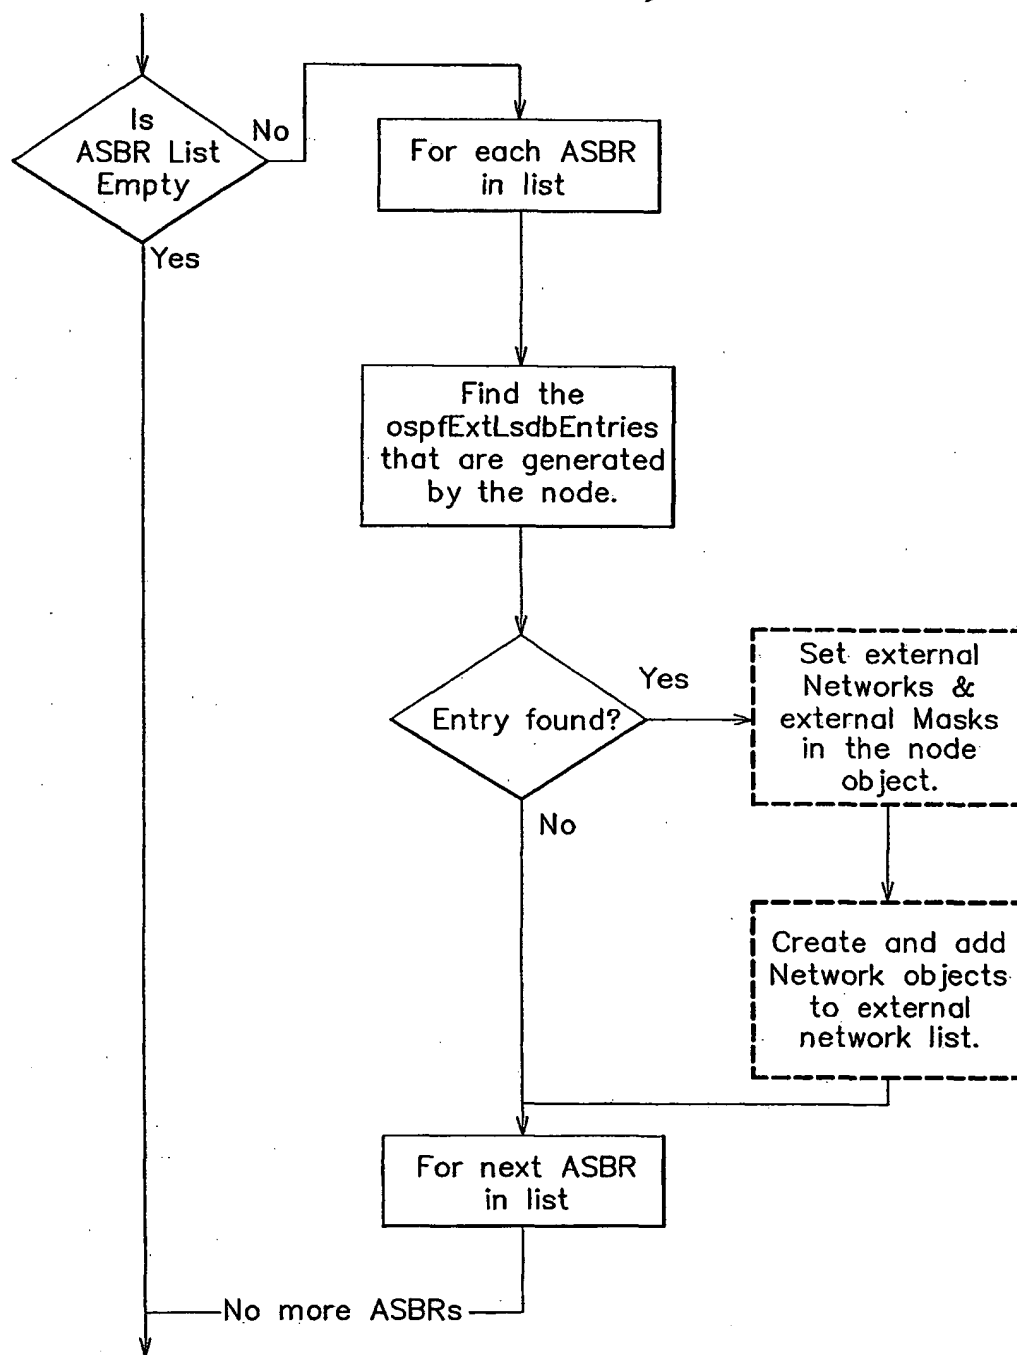 Is
ASBR List
Empty
No
Yes
For each ASBR
in list
Find the
ospfExtLsdbEntries
that are generated
by the node.
Entry found?
Yes
No
Set external
Networks &
external Masks
in the node
object.
Create and add
Network objects
to external
network list.
For next ASBR
in list
No more ASBRs